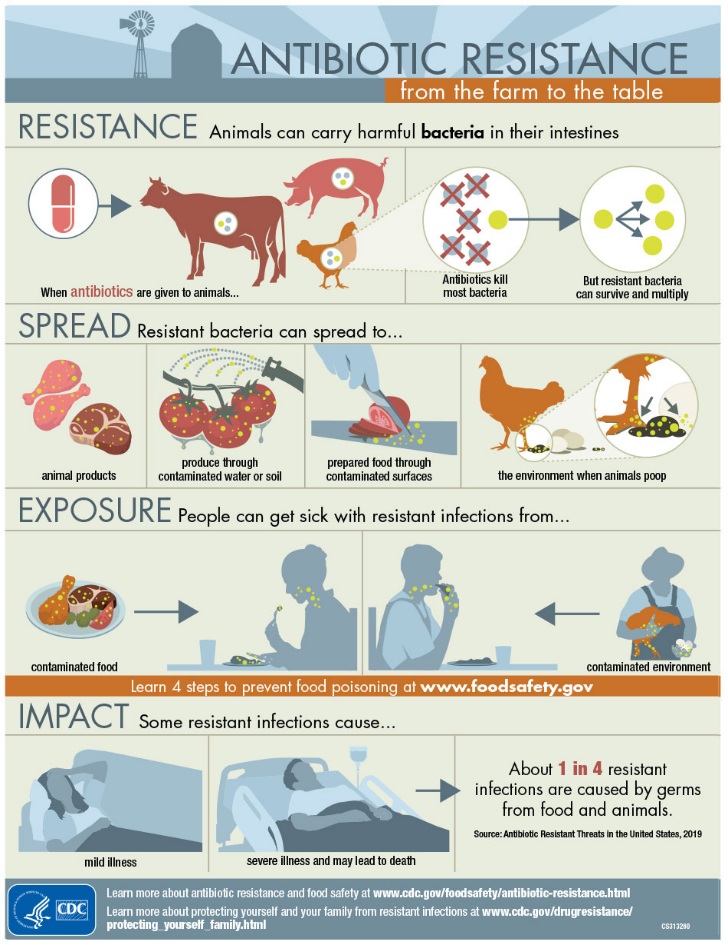 ANTIBIOTIC RESISTANCE
from the farm to the table
RESISTANCE Animals can carry harmful bacteria in their intestines
When antibiotics are given to animals...
Antibiotics kill
most bacteria
But resistant bacteria
can survive and multiply
SPREAD Resistant bacteria can spread to...
animal products
produce through
contaminated water or soil
prepared food through
contaminated surfaces
the environment when animals poop
EXPOSURE People can get sick with resistant infections from...
contaminated food
contaminated environment
Learn 4 steps to prevent food poisoning at www.foodsafety.gov
IMPACT Some resistant infections cause...
mild illness
severe illness and may lead to death
About 1 in 4 resistant
infections are caused by germs
from food and animals.
Source: Antibiotic Resistant Threats in the United States, 2019
CDC
Learn more about antibiotic resistance and food safety at www.cdc.gov/foodsafety/antibiotic-resistance.html
Learn more about protecting yourself and your family from resistant infections at www.cdc.gov/drugresistance/
protecting_yourself_family.html
CS313260